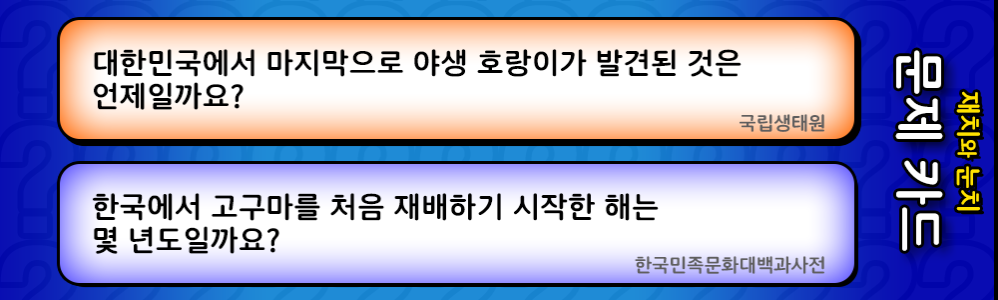 대한민국에서 마지막으로 야생 호랑이가 발견된 것은
언제일까요?
국립생태원
한국에서 고구마를 처음 재배하기 시작한 해는
몇 년도일까요?
한국민족문화대백과사전
재치와 눈치
문제 카드